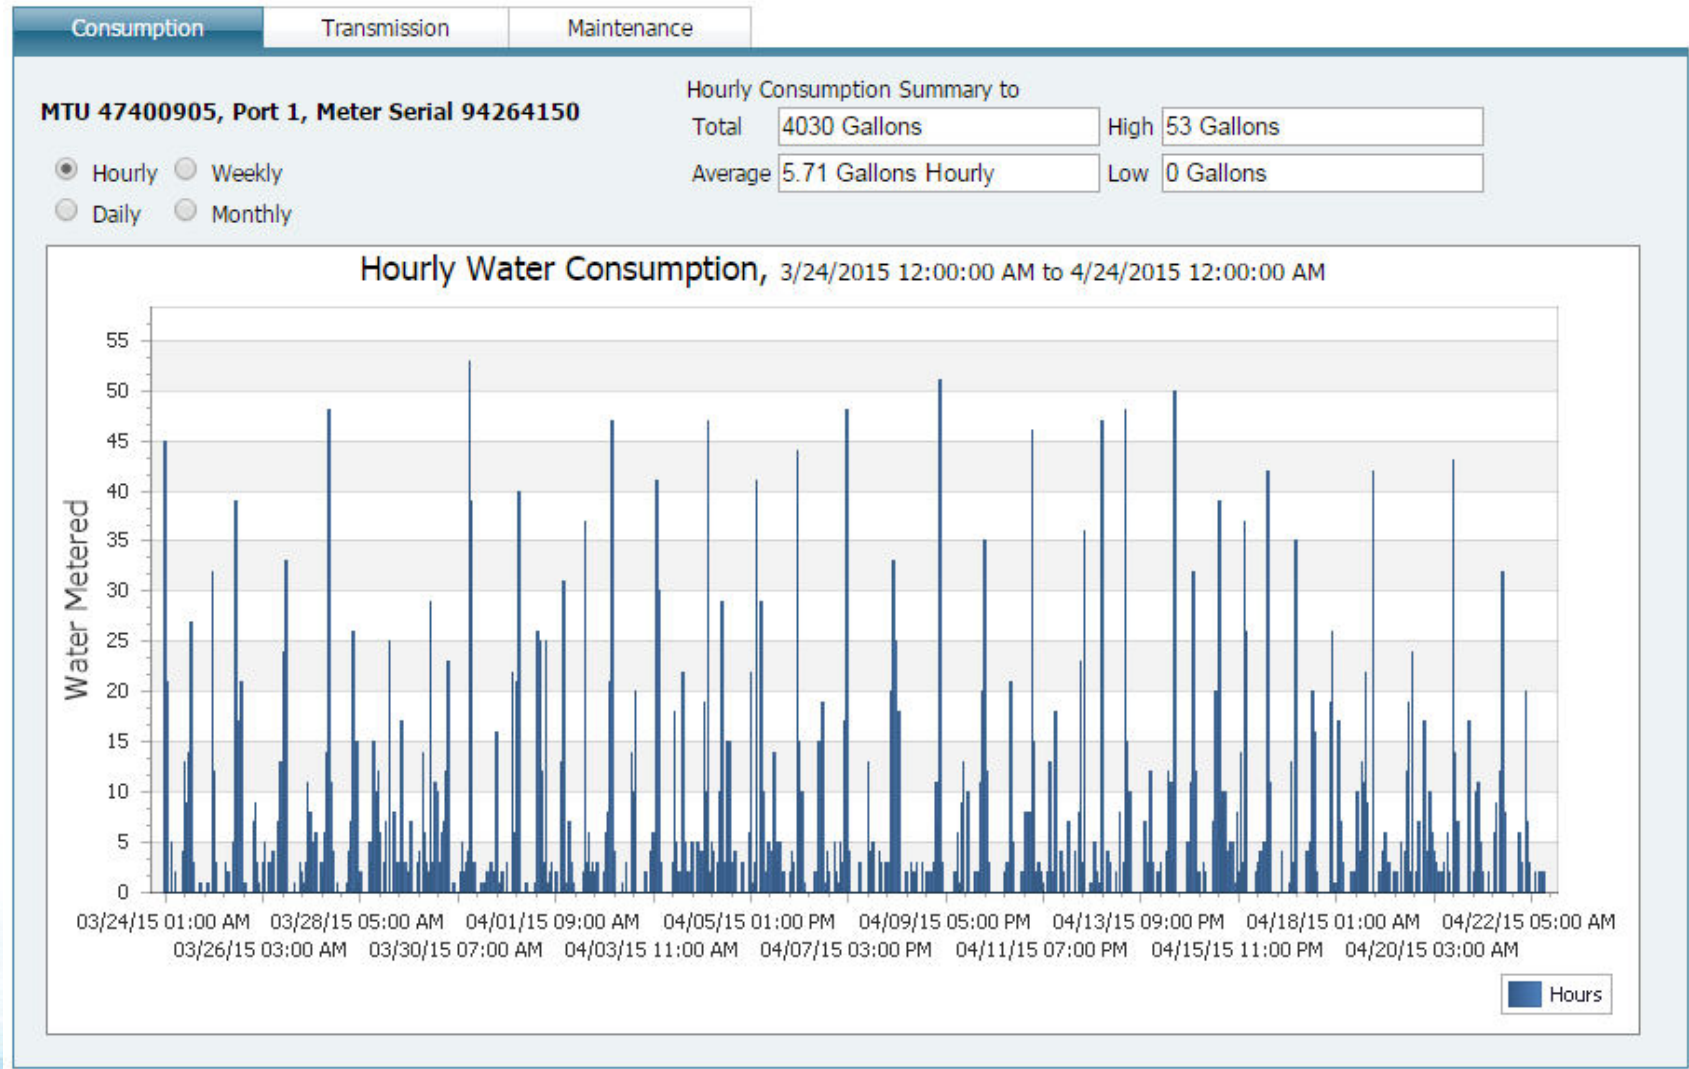 Consumption Transmission Maintenance
Hourly Consumption Summary to
MTU 47400905, Port 1, Meter Serial 94264150
Total 4030 Gallons High 53 Gallons
Average 5.71 Gallons Hourly Low 0 Gallons
Hourly Weekly
Daily Monthly
Hourly Water Consumption, 3/24/2015 12:00:00 AM to 4/24/2015 12:00:00 AM
Water Metered
55
50
45
40
35
30
25
20
15
10
5
0
03/24/15 01:00 AM 03/28/15 05:00 AM 04/01/15 09:00 AM 04/05/15 01:00 PM 04/09/15 05:00 PM 04/13/15 09:00 PM 04/18/15 01:00 AM 04/22/15 05:00 AM
03/26/15 03:00 AM 03/30/15 07:00 AM 04/03/15 11:00 AM 04/07/15 03:00 PM 04/11/15 07:00 PM 04/15/15 11:00 PM 04/20/15 03:00 AM
Hours